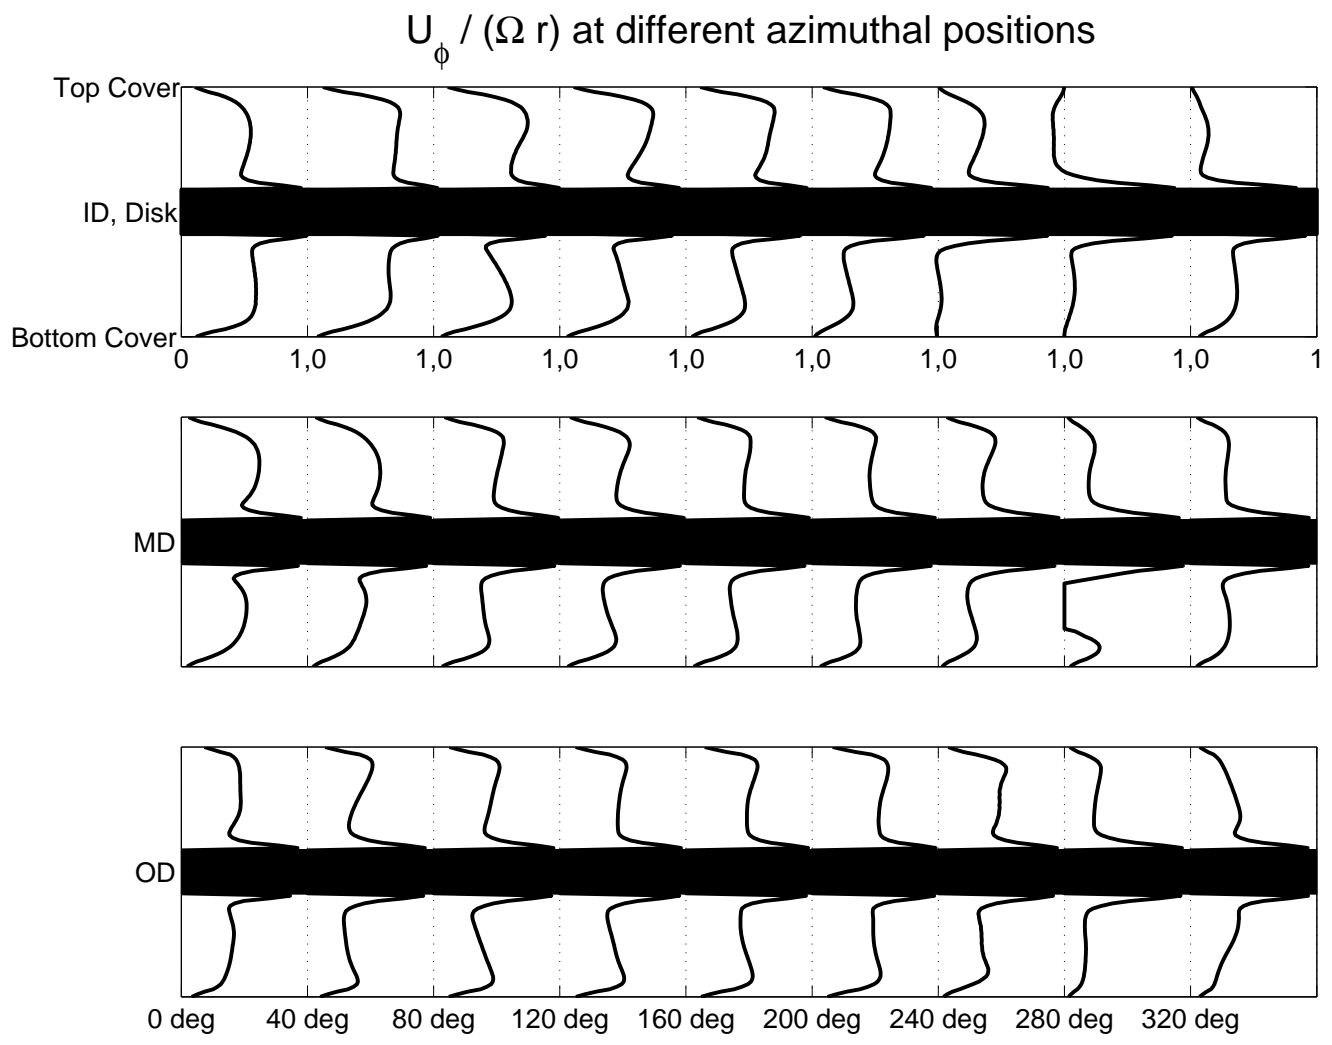 U_ϕ / (Ω r) at different azimuthal positions
Top Cover
ID, Disk
Bottom Cover
0 1,0 1,0 1,0 1,0 1,0 1,0 1,0 1,0 1
MD
OD
0 deg 40 deg 80 deg 120 deg 160 deg 200 deg 240 deg 280 deg 320 deg